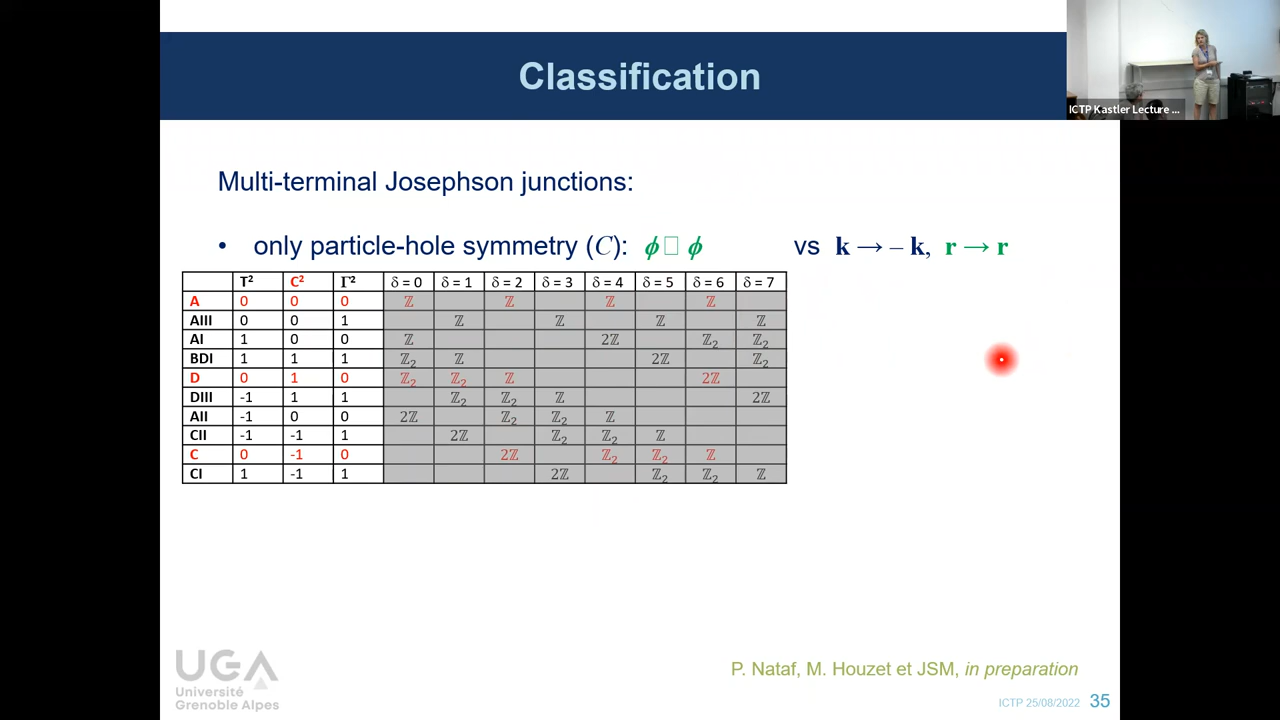 Classification
ICTP Kastler Lecture ...
Multi-terminal Josephson junctions:
• only particle-hole symmetry (C): ϕ□ ϕ vs k → – k, r → r
T² C² Γ² δ = 0 δ = 1 δ = 2 δ = 3 δ = 4 δ = 5 δ = 6 δ = 7
A 0 0 0 ℤ ℤ ℤ ℤ
AIII 0 0 1 ℤ ℤ ℤ ℤ
AI 1 0 0 ℤ 2ℤ ℤ₂ ℤ₂
BDI 1 1 1 ℤ₂ ℤ 2ℤ ℤ₂
D 0 1 0 ℤ₂ ℤ₂ ℤ 2ℤ
DIII -1 1 1 ℤ₂ ℤ₂ ℤ 2ℤ
AII -1 0 0 2ℤ ℤ₂ ℤ₂ ℤ
CII -1 -1 1 2ℤ ℤ₂ ℤ₂ ℤ
C 0 -1 0 2ℤ ℤ₂ ℤ₂ ℤ
CI 1 -1 1 2ℤ ℤ₂ ℤ₂ ℤ
UGA
Université
Grenoble Alpes
P. Nataf, M. Houzet et JSM, in preparation
ICTP 25/08/2022 35